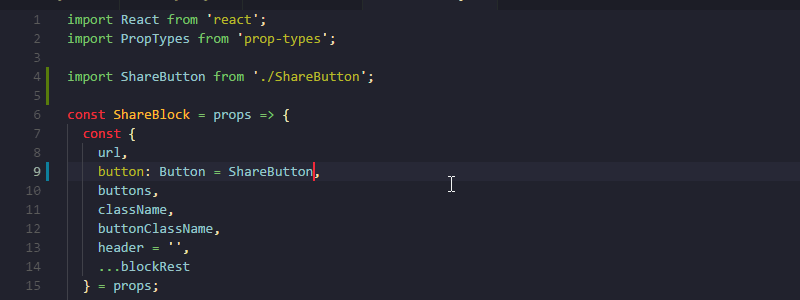 1 import React from 'react';
2 import PropTypes from 'prop-types';
3
4 import ShareButton from './ShareButton';
5
6 const ShareBlock = props => {
7 const {
8 url,
9 button: Button = ShareButton,
10 buttons,
11 className,
12 buttonClassName,
13 header = '',
14 ...blockRest
15 } = props;